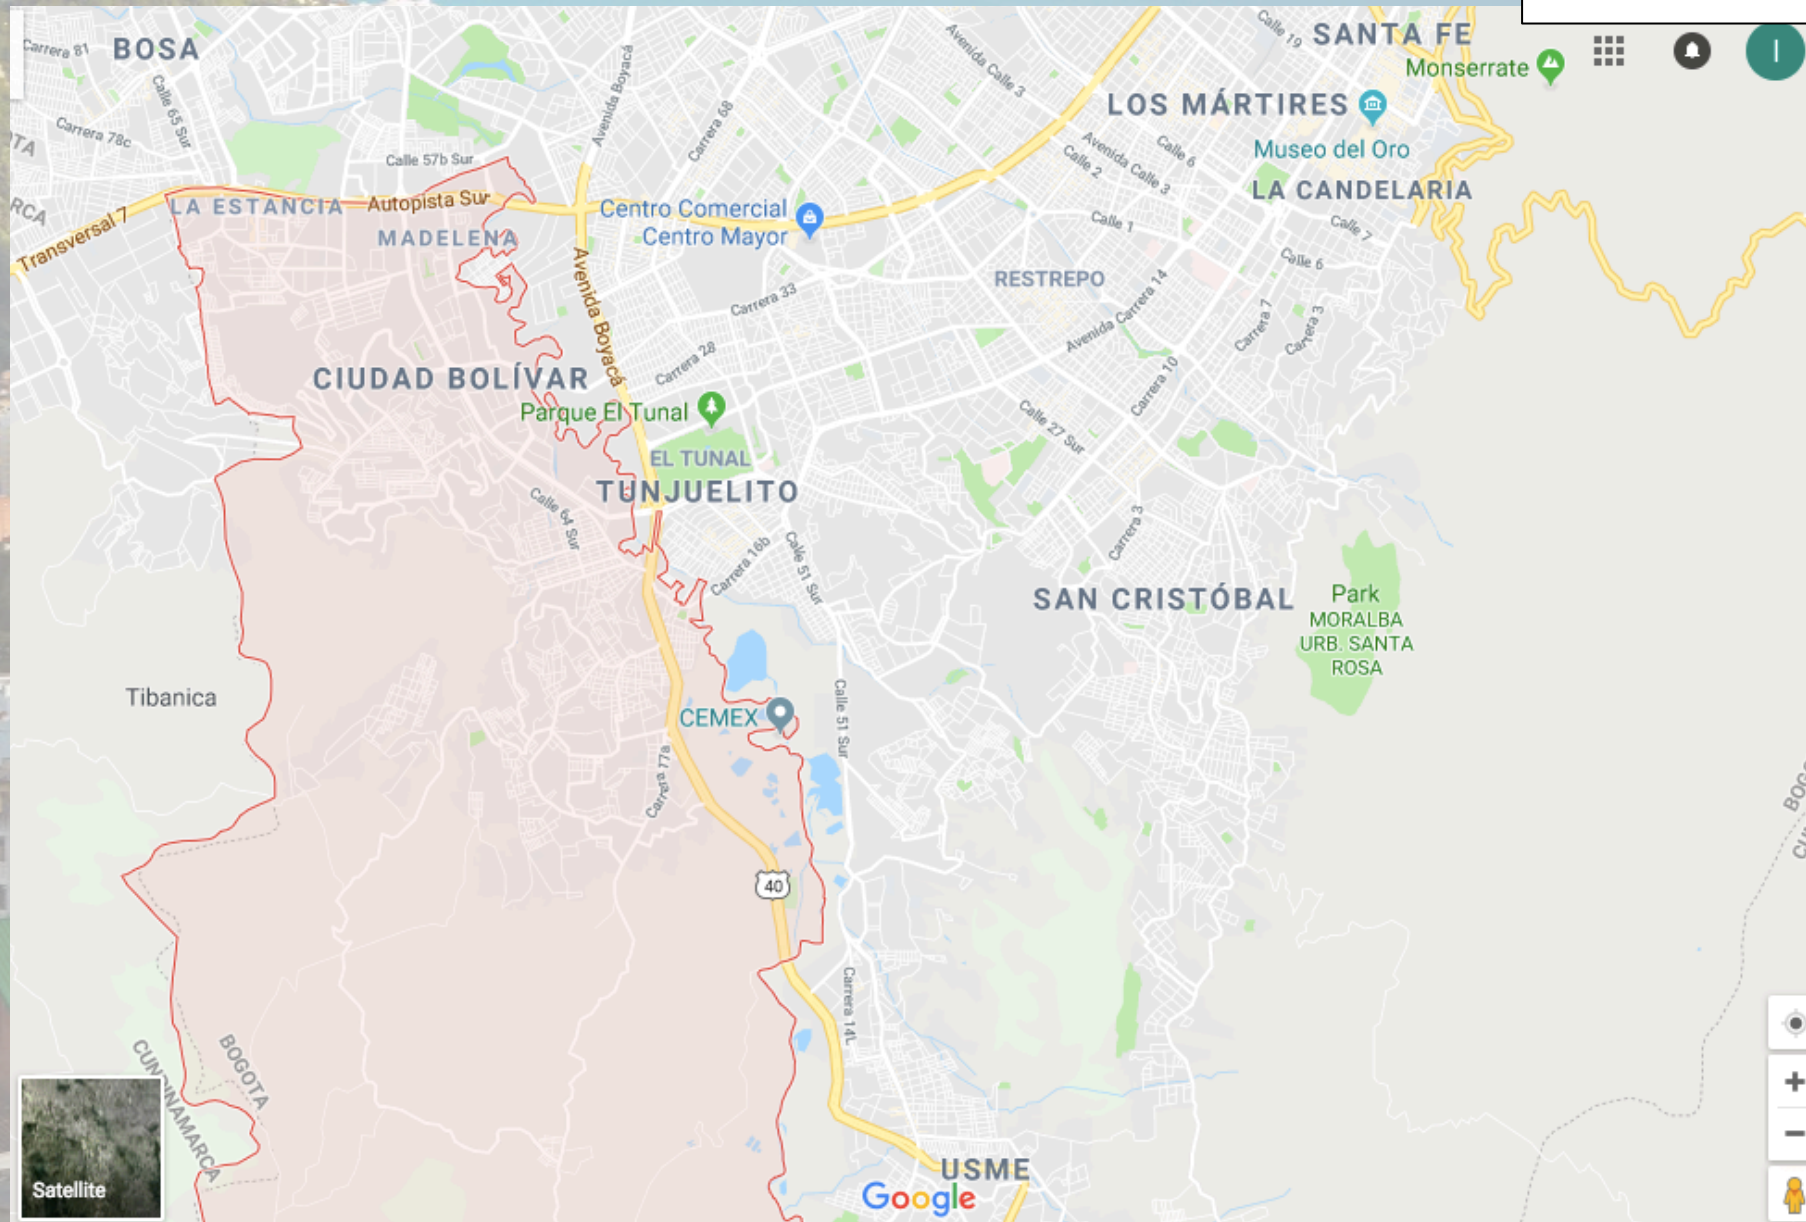 BOSA
Carrera 81
Calle 65 Sur
Carrera 78c
Calle 57b Sur
Transversal 7
LA ESTANCIA
Autopista Sur
MADELENA
Avenida Boyacá
Carrera 68
Avenida Calle 3
Calle 19
SANTA FE
Monserrate
I
LOS MÁRTIRES
Museo del Oro
LA CANDELARIA
Avenida Calle 3
Calle 6
Calle 2
Calle 1
Calle 7
Calle 6
Centro Comercial
Centro Mayor
Avenida Boyacá
Carrera 33
RESTREPO
Avenida Carrera 14
Carrera 7
Carrera 3
Carrera 28
Carrera 10
CIUDAD BOLÍVAR
Parque El Tunal
Calle 27 Sur
EL TUNAL
TUNJUELITO
Calle 64 Sur
Carrera 16b
Calle 51 Sur
Carrera 3
SAN CRISTÓBAL
Park
MORALBA
URB. SANTA
ROSA
Tibanica
CEMEX
Calle 51 Sur
Carrera 77a
40
Carrera 14L
BOGOTA
CUNDINAMARCA
Satellite
USME
Google